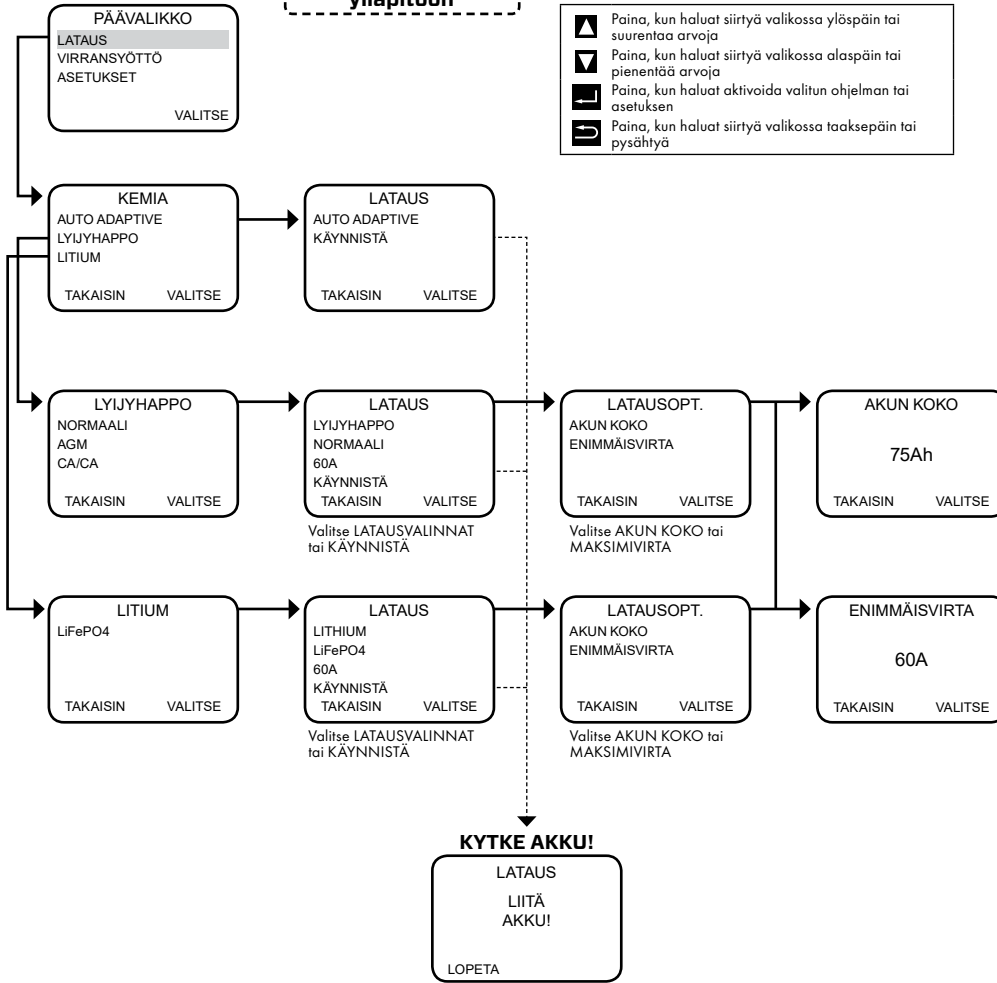 ylläpitoon
PÄÄVALIKKO
LATAUS
VIRRANSYÖTTÖ
ASETUKSET
VALITSE
Paina, kun haluat siirtyä valikossa ylöspäin tai
suurentaa arvoja
Paina, kun haluat siirtyä valikossa alaspäin tai
pienentää arvoja
Paina, kun haluat aktivoida valitun ohjelman tai
asetuksen
Paina, kun haluat siirtyä valikossa taaksepäin tai
pysähtyä
KEMIA
AUTO ADAPTIVE
LYIJYHAPPO
LITIUM
TAKAISIN VALITSE
LATAUS
AUTO ADAPTIVE
KÄYNNISTÄ
TAKAISIN VALITSE
LYIJYHAPPO
NORMAALI
AGM
CA/CA
TAKAISIN VALITSE
LATAUS
LYIJYHAPPO
NORMAALI
60A
KÄYNNISTÄ
TAKAISIN VALITSE
Valitse LATAUSVALINNAT
tai KÄYNNISTÄ
LATAUSOPT.
AKUN KOKO
ENIMMÄISVIRTA
TAKAISIN VALITSE
Valitse AKUN KOKO tai
MAKSIMIVIRTA
AKUN KOKO
75Ah
TAKAISIN VALITSE
LITIUM
LiFePO4
TAKAISIN VALITSE
LATAUS
LITHIUM
LiFePO4
60A
KÄYNNISTÄ
TAKAISIN VALITSE
Valitse LATAUSVALINNAT
tai KÄYNNISTÄ
LATAUSOPT.
AKUN KOKO
ENIMMÄISVIRTA
TAKAISIN VALITSE
Valitse AKUN KOKO tai
MAKSIMIVIRTA
ENIMMÄISVIRTA
60A
TAKAISIN VALITSE
KYTKE AKKU!
LATAUS
LIITÄ
AKKU!
LOPETA